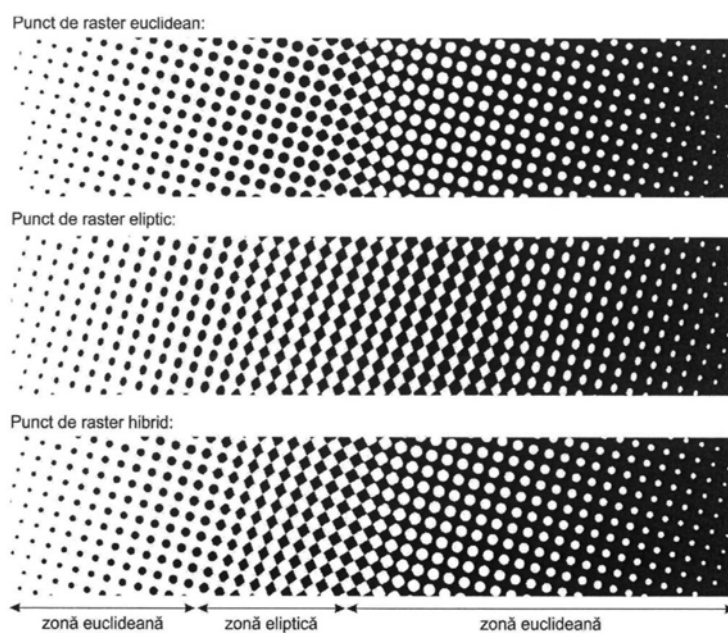 Punct de raster euclidean:
Punct de raster eliptic:
Punct de raster hibrid:
zonă euclideană zonă eliptică zonă euclideană